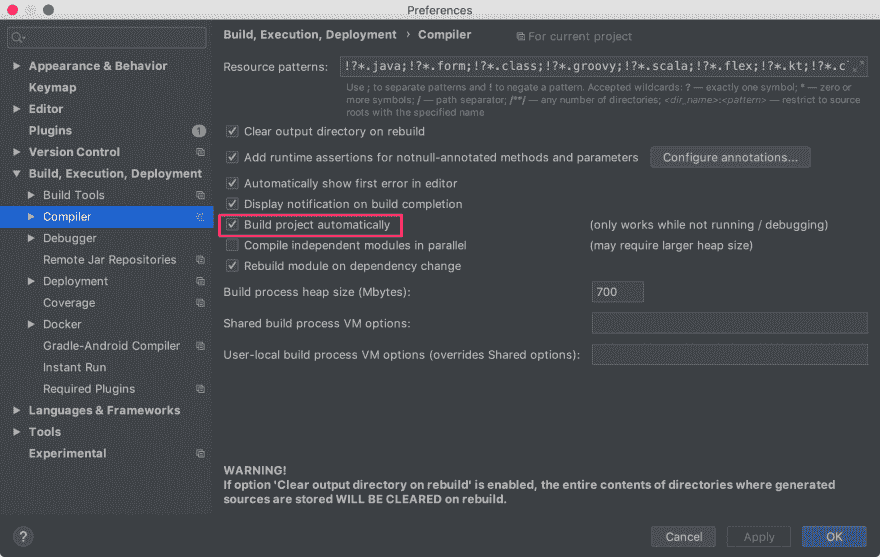 Preferences
Appearance & Behavior
Keymap
Editor
Plugins 1
Version Control
Build, Execution, Deployment
Build Tools
Compiler
Debugger
Remote Jar Repositories
Deployment
Coverage
Docker
Gradle-Android Compiler
Instant Run
Required Plugins
Languages & Frameworks
Tools
Experimental
Build, Execution, Deployment › Compiler For current project
Resource patterns: !?*.java;!?*.form;!?*.class;!?*.groovy;!?*.scala;!?*.flex;!?*.kt;!?*.c
Use ; to separate patterns and ! to negate a pattern. Accepted wildcards: ? — exactly one symbol; * — zero or
more symbols; / — path separator; /**/ — any number of directories; <dir_name>:<pattern> — restrict to source
roots with the specified name
Clear output directory on rebuild
Add runtime assertions for notnull-annotated methods and parameters Configure annotations...
Automatically show first error in editor
Display notification on build completion
Build project automatically (only works while not running / debugging)
Compile independent modules in parallel (may require larger heap size)
Rebuild module on dependency change
Build process heap size (Mbytes): 700
Shared build process VM options:
User-local build process VM options (overrides Shared options):
WARNING!
If option 'Clear output directory on rebuild' is enabled, the entire contents of directories where generated
sources are stored WILL BE CLEARED on rebuild.
? Cancel Apply OK